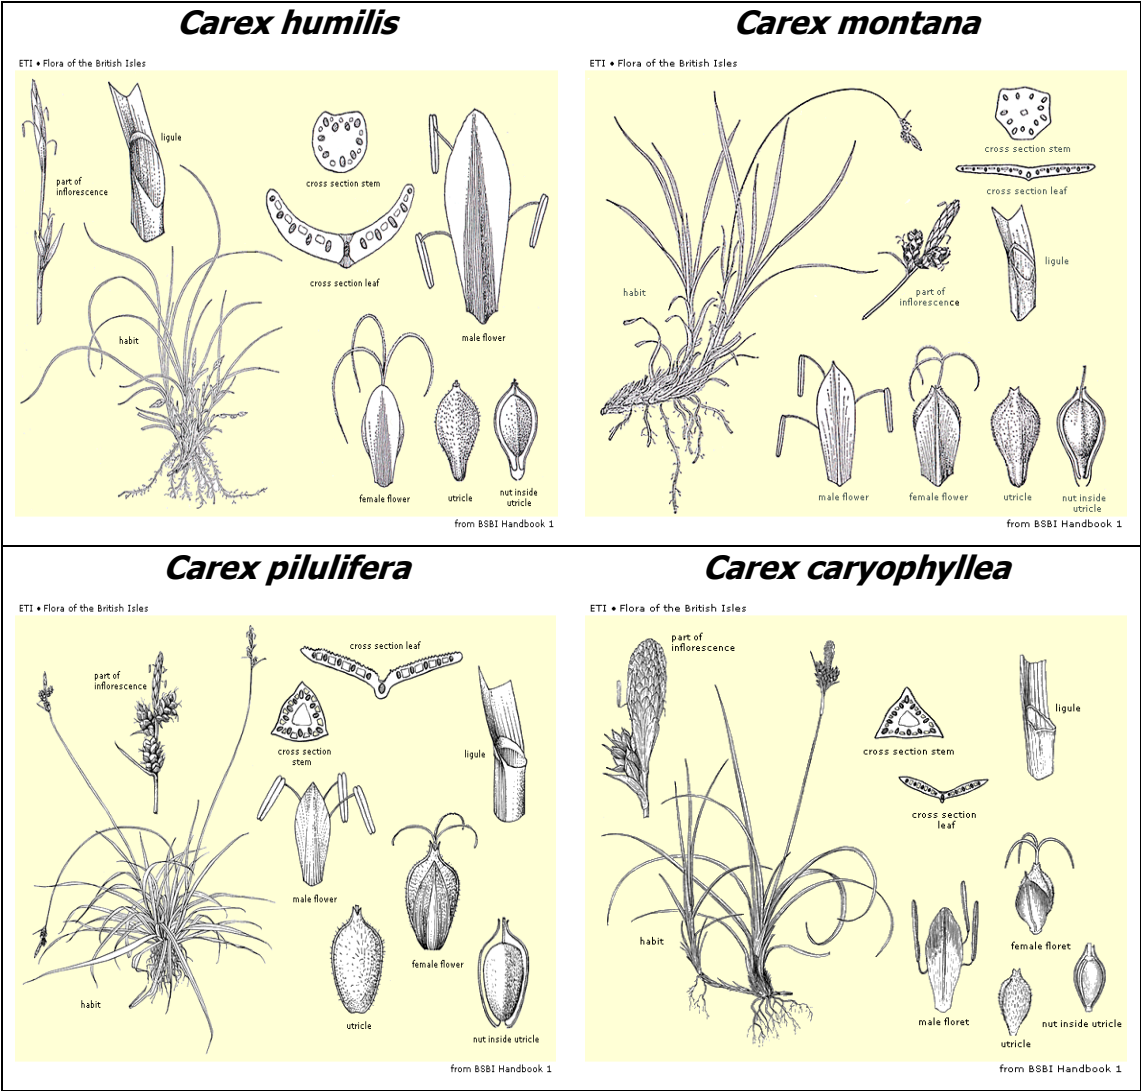 Carex humilis
ETI • Flora of the British Isles
ligule
part of
inflorescence
cross section stem
cross section leaf
habit
male flower
female flower
utricle
nut inside
utricle
from BSBI Handbook 1
Carex montana
ETI • Flora of the British Isles
cross section stem
cross section leaf
ligule
part of
inflorescence
habit
male flower
female flower
utricle
nut inside
utricle
from BSBI Handbook 1
Carex pilulifera
ETI • Flora of the British Isles
cross section leaf
part of
inflorescence
cross section
stem
ligule
male flower
female flower
habit
utricle
nut inside utricle
from BSBI Handbook 1
Carex caryophyllea
ETI • Flora of the British Isles
part of
inflorescence
ligule
cross section stem
cross section
leaf
habit
female floret
male floret
nut inside utricle
utricle
from BSBI Handbook 1